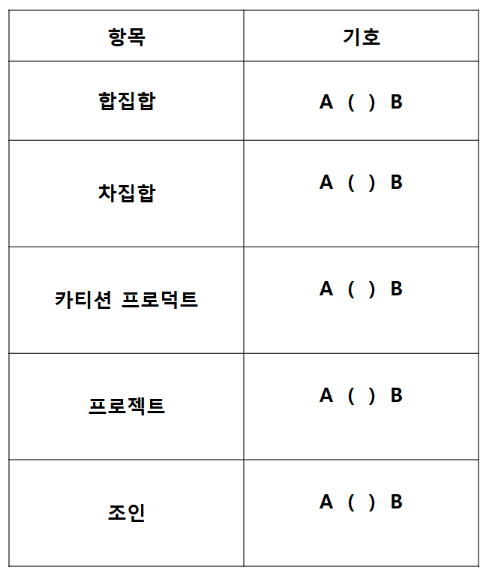 항목 기호
합집합 A ( ) B
차집합 A ( ) B
카티션 프로덕트 A ( ) B
프로젝트 A ( ) B
조인 A ( ) B